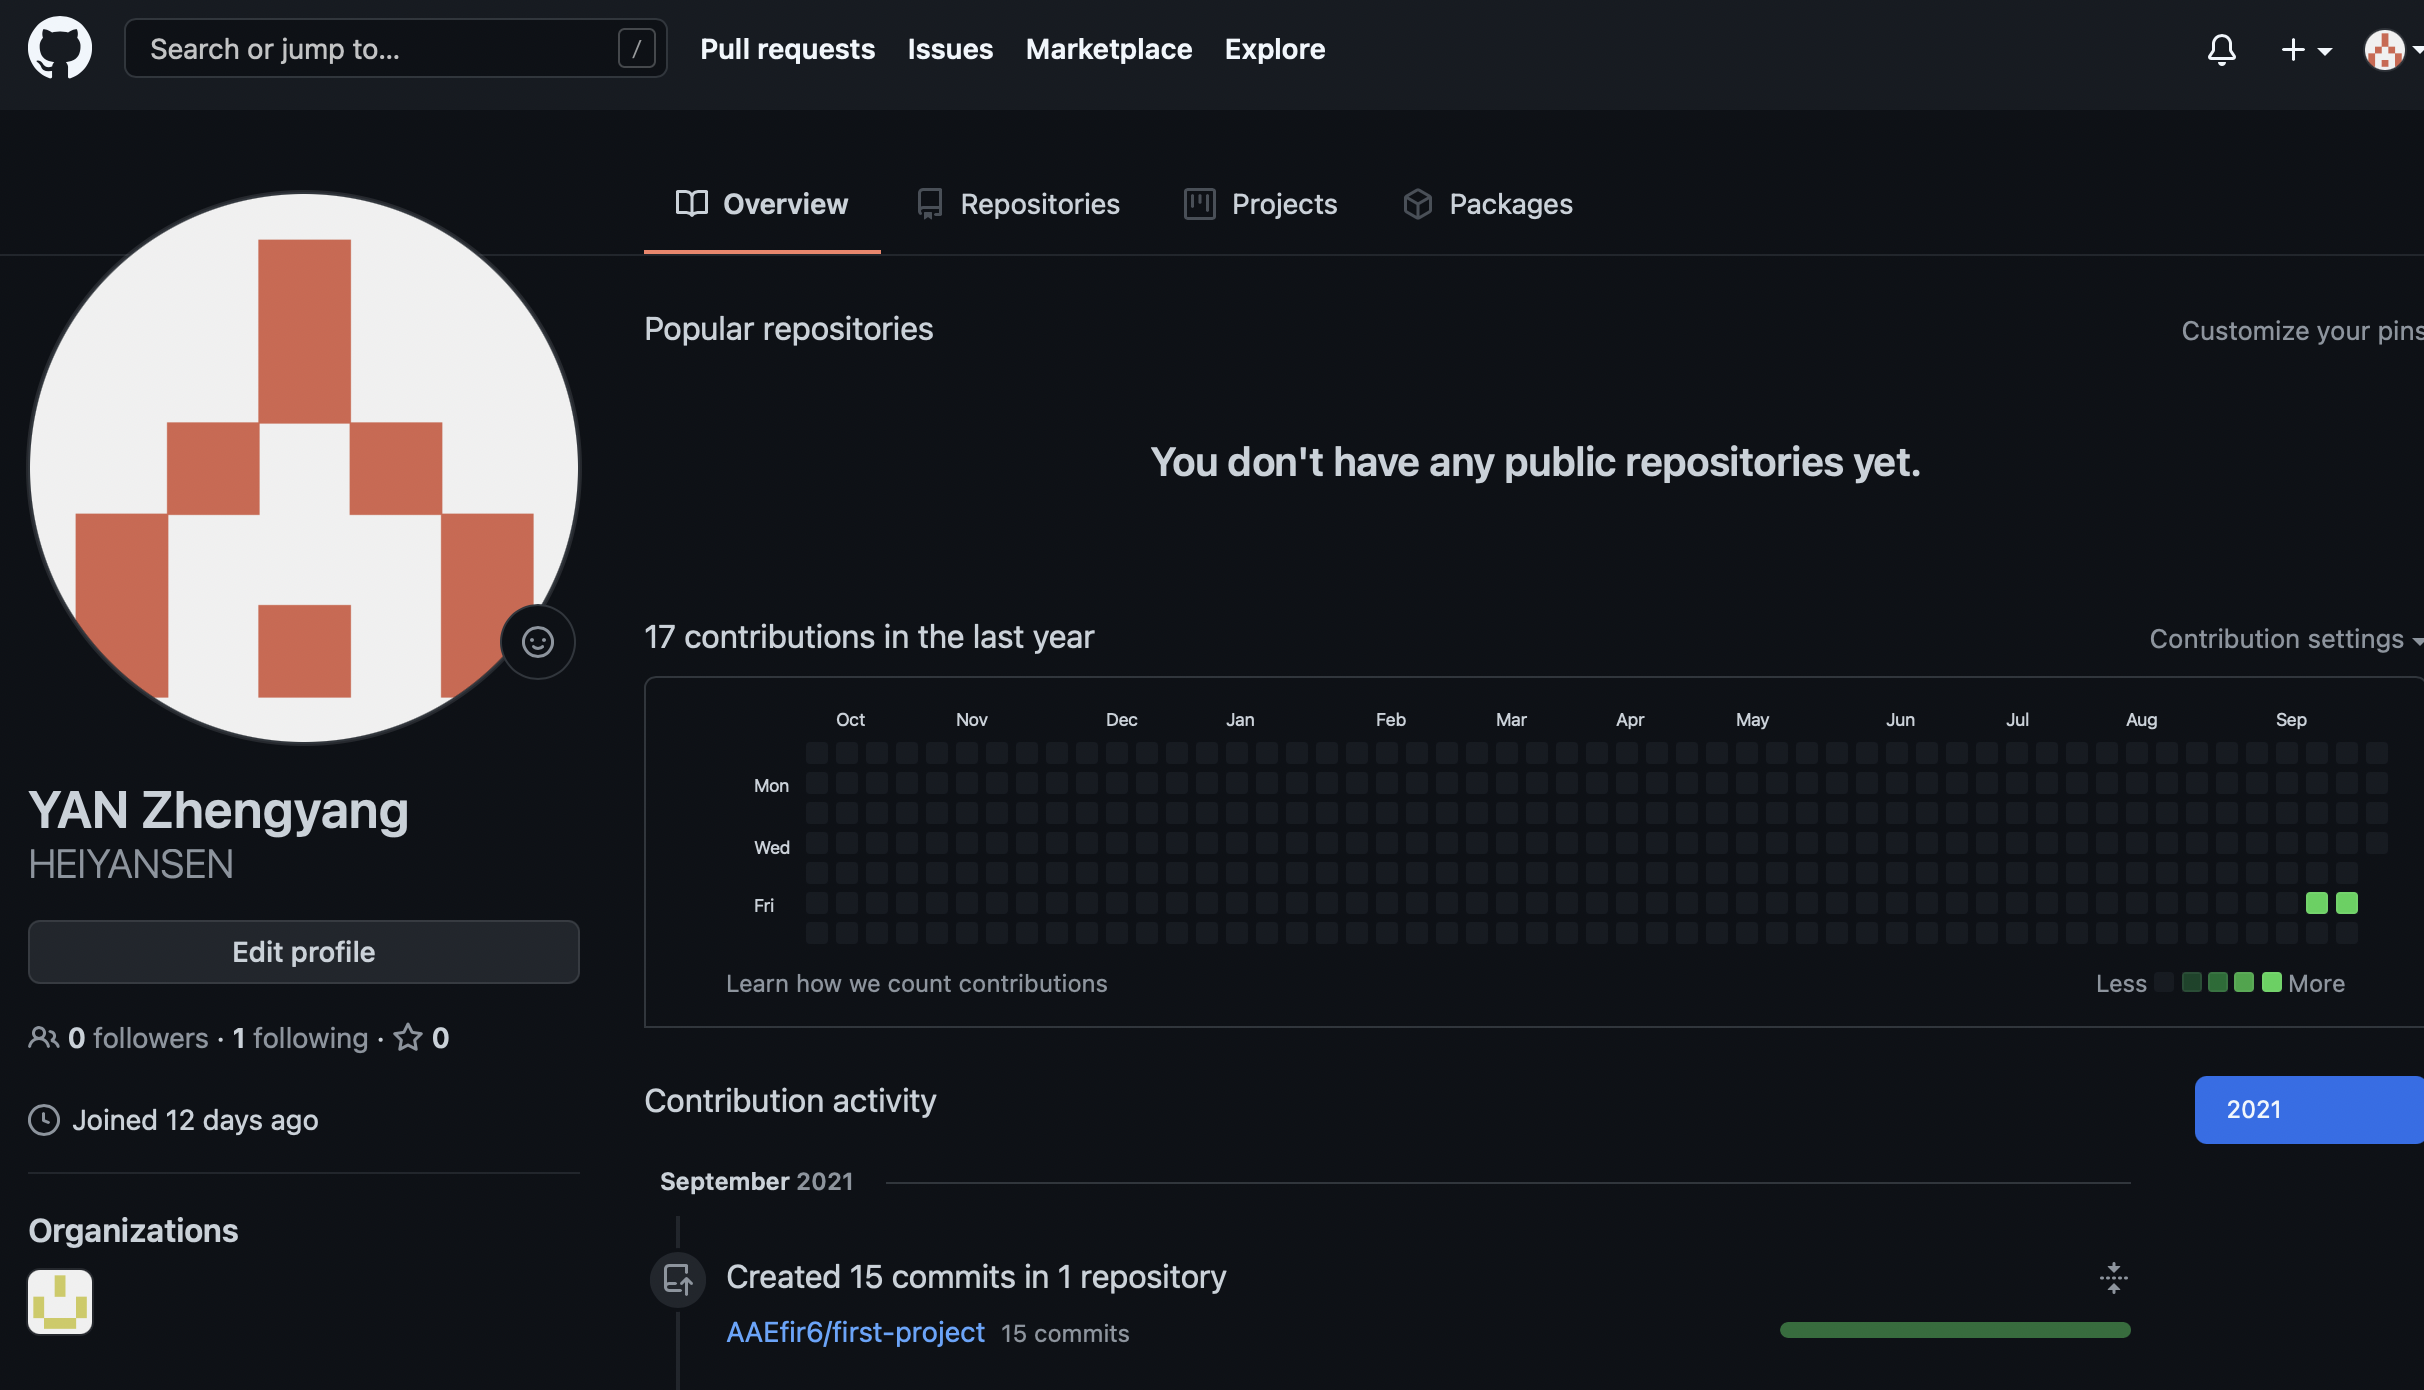 Search or jump to... /
Pull requests Issues Marketplace Explore
Overview Repositories Projects Packages
Popular repositories
Customize your pins
You don't have any public repositories yet.
17 contributions in the last year
Contribution settings
Oct Nov Dec Jan Feb Mar Apr May Jun Jul Aug Sep
Mon
Wed
Fri
Learn how we count contributions
Less More
YAN Zhengyang
HEIYANSEN
Edit profile
0 followers · 1 following · 0
Joined 12 days ago
Organizations
Contribution activity
2021
September 2021
Created 15 commits in 1 repository
AAEfir6/first-project 15 commits